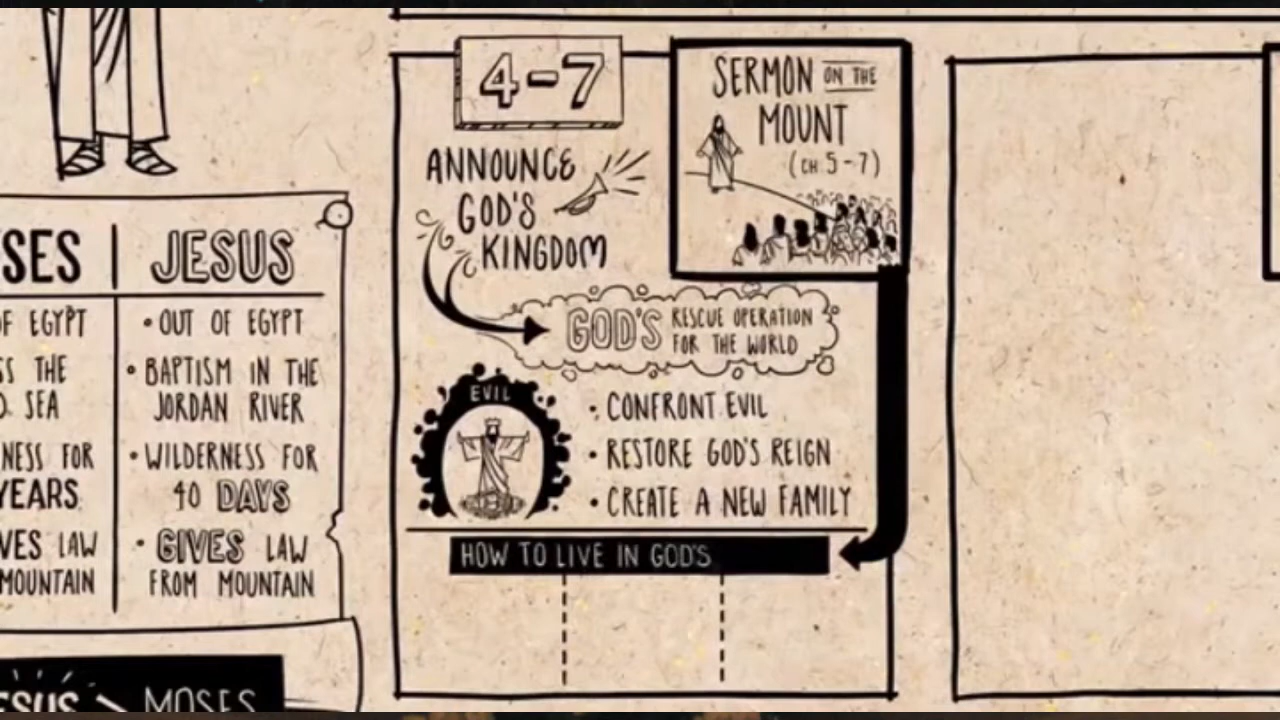 SES
JESUS
OF EGYPT
• OUT OF EGYPT
SS THE
SEA
• BAPTISM IN THE
JORDAN RIVER
NESS FOR
YEARS
• WILDERNESS FOR
40 DAYS
VES LAW
MOUNTAIN
• GIVES LAW
FROM MOUNTAIN
ESUS > MOSES
4-7
ANNOUNCE
GOD'S
KINGDOM
SERMON ON THE
MOUNT
(CH. 5-7)
GOD'S RESCUE OPERATION
FOR THE WORLD
EVIL
• CONFRONT EVIL
• RESTORE GOD'S REIGN
• CREATE A NEW FAMILY
HOW TO LIVE IN GOD'S